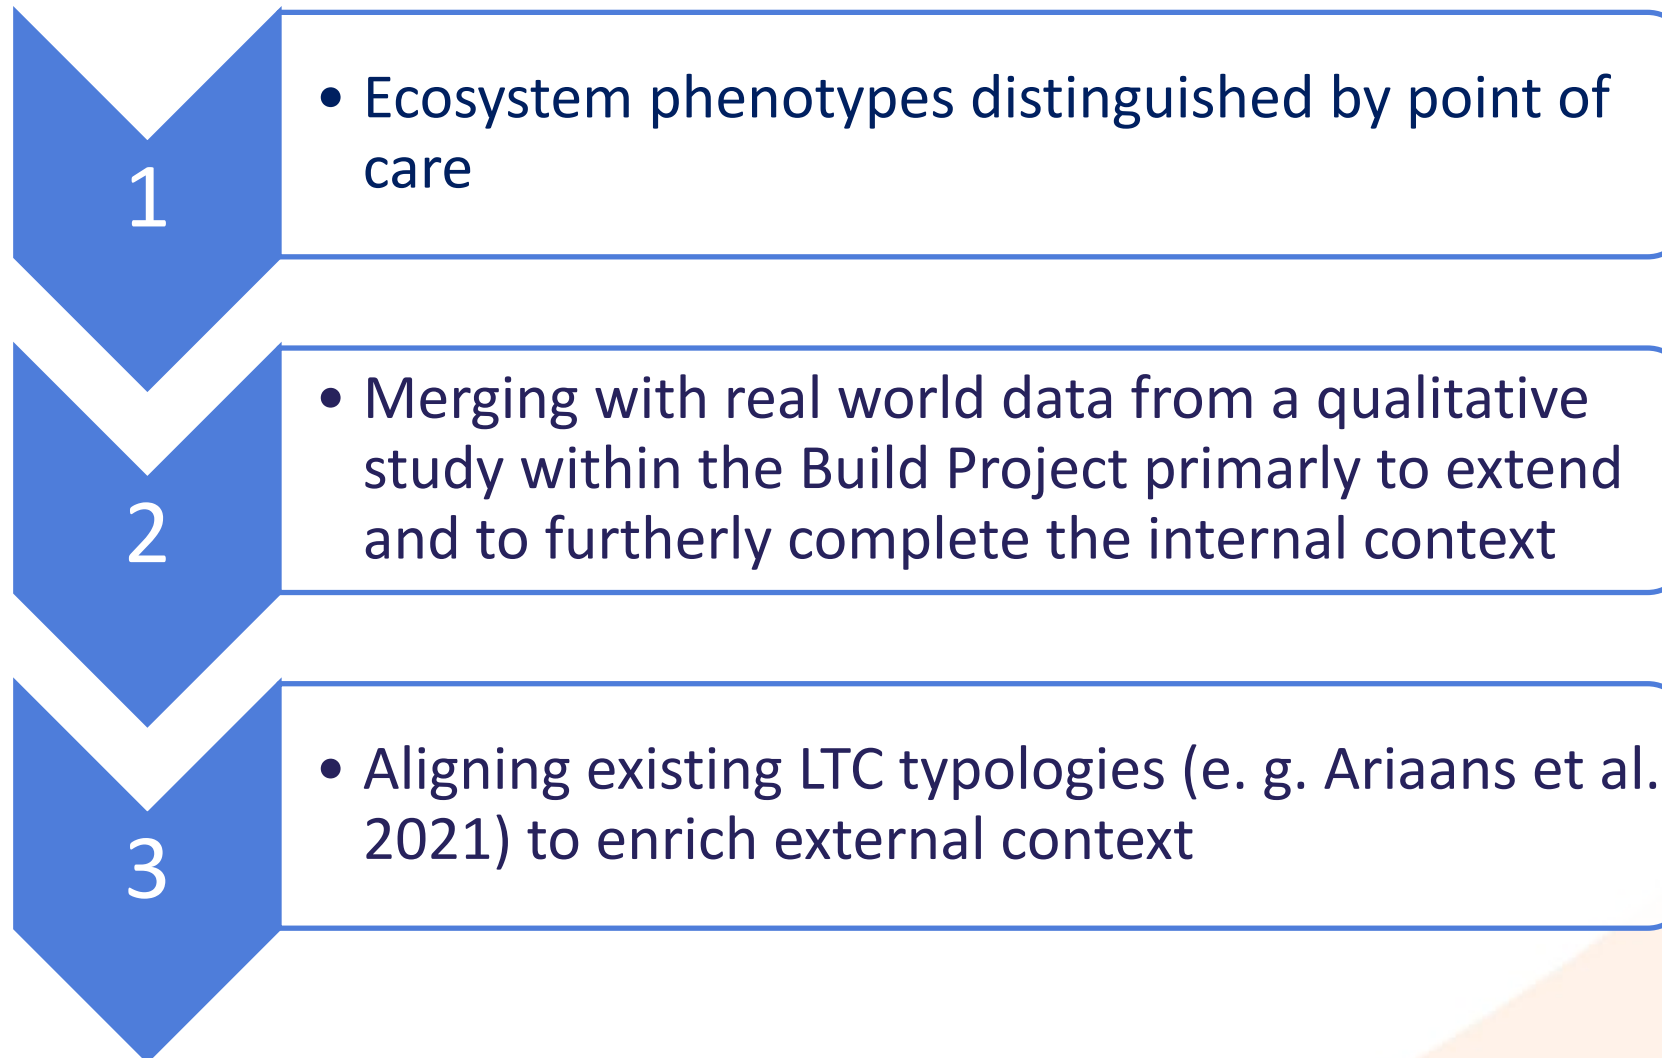 1
• Ecosystem phenotypes distinguished by point of
care
2
• Merging with real world data from a qualitative
study within the Build Project primarly to extend
and to furtherly complete the internal context
3
• Aligning existing LTC typologies (e. g. Ariaans et al.
2021) to enrich external context